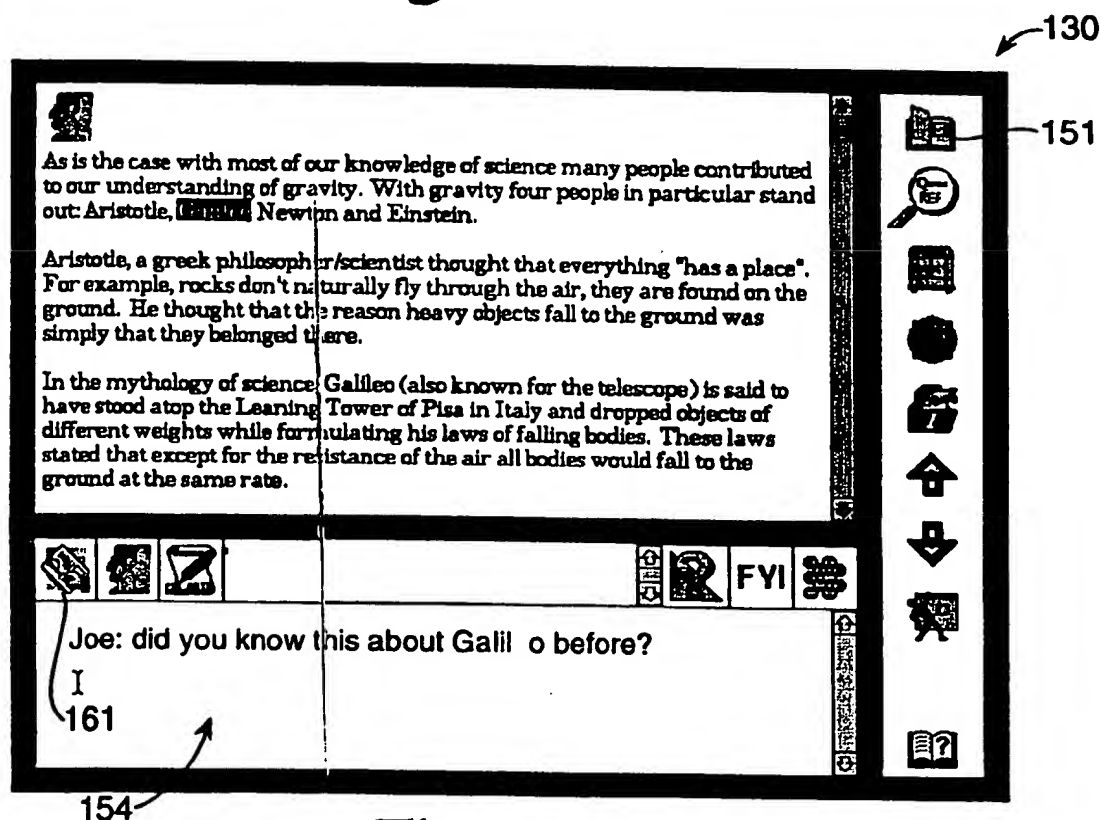 130
151
As is the case with most of our knowledge of science many people contributed
to our understanding of gravity. With gravity four people in particular stand
out: Aristotle, Newton and Einstein.
Aristotle, a greek philosopher/scientist thought that everything "has a place".
For example, rocks don't naturally fly through the air, they are found on the
ground. He thought that the reason heavy objects fall to the ground was
simply that they belonged there.
In the mythology of science Galileo (also known for the telescope) is said to
have stood atop the Leaning Tower of Pisa in Italy and dropped objects of
different weights while formulating his laws of falling bodies. These laws
stated that except for the resistance of the air all bodies would fall to the
ground at the same rate.
REF
R FYI
Joe: did you know this about Galil o before?
161
154
?